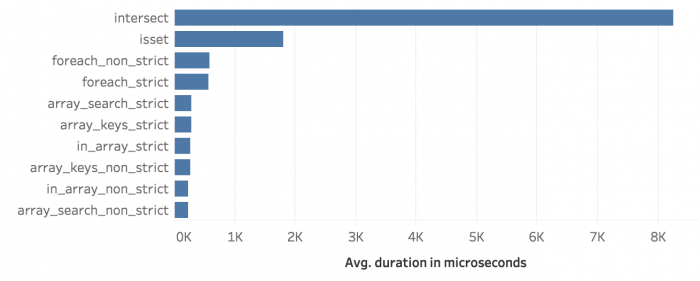 intersect
isset
foreach_non_strict
foreach_strict
array_search_strict
array_keys_strict
in_array_strict
array_keys_non_strict
in_array_non_strict
array_search_non_strict
0K 1K 2K 3K 4K 5K 6K 7K 8K
Avg. duration in microseconds